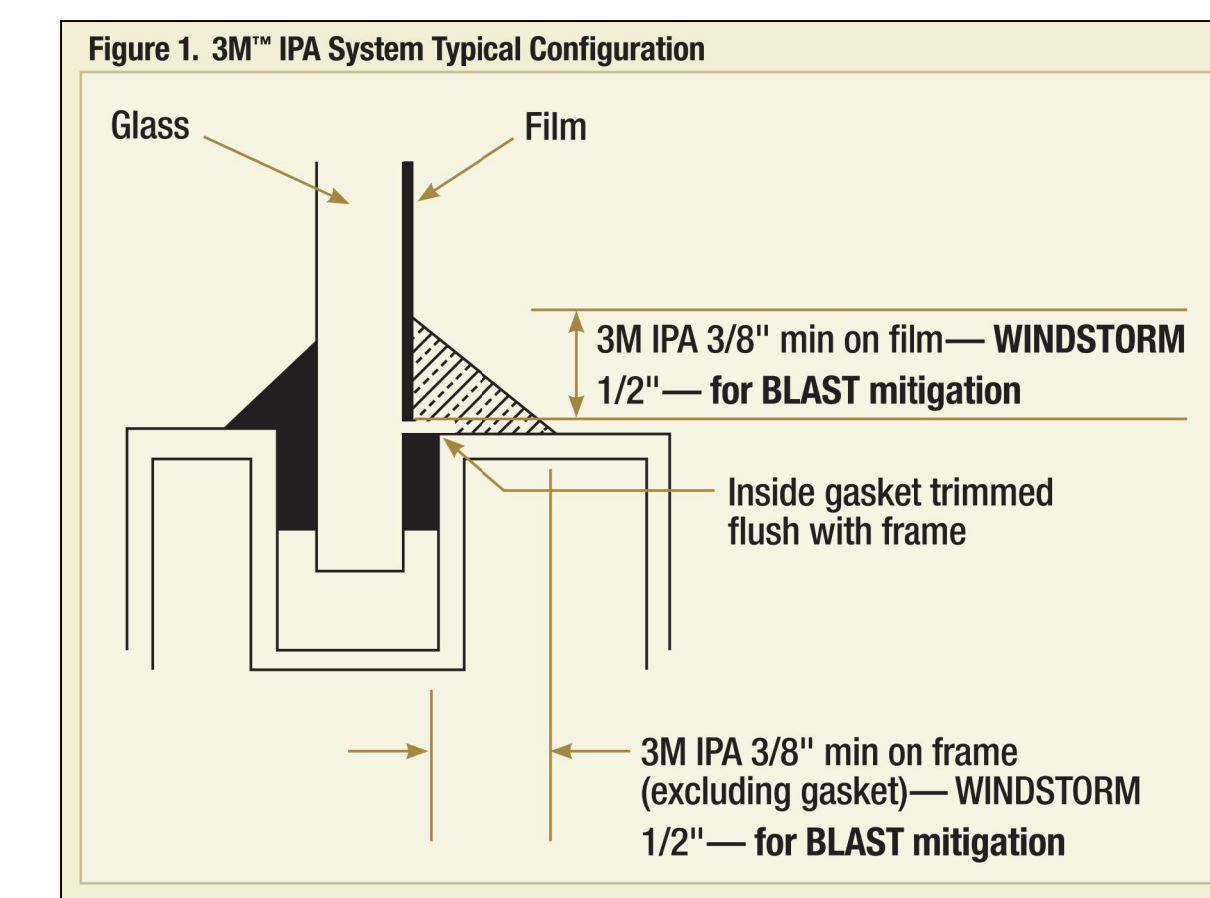 Figure 1. 3M™ IPA System Typical Configuration
Glass
Film
3M IPA 3/8" min on film— WINDSTORM
1/2"— for BLAST mitigation
Inside gasket trimmed
flush with frame
3M IPA 3/8" min on frame
(excluding gasket)— WINDSTORM
1/2"— for BLAST mitigation